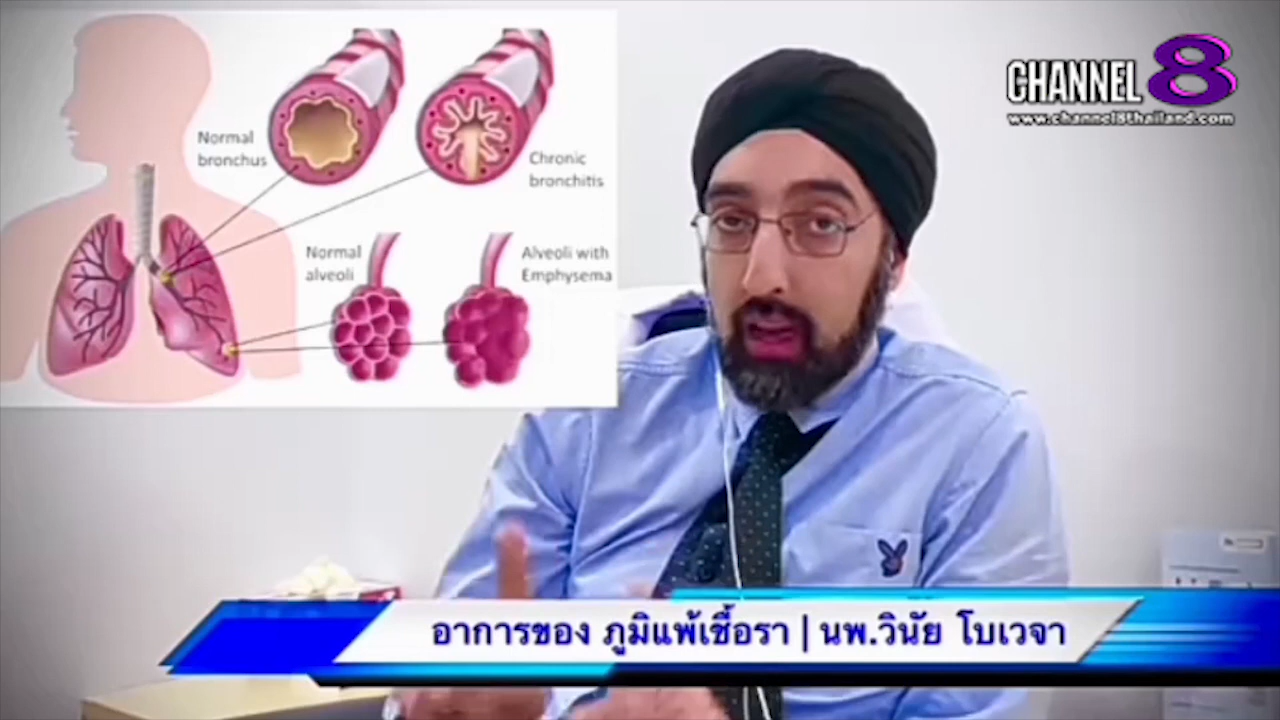 CHANNEL 8
www.channel8thailand.com
Normal
bronchus
Chronic
bronchitis
Normal
alveoli
Alveoli with
Emphysema
อาการของ ภูมิแพ้เชื้อรา | นพ.วินัย โบเวจา